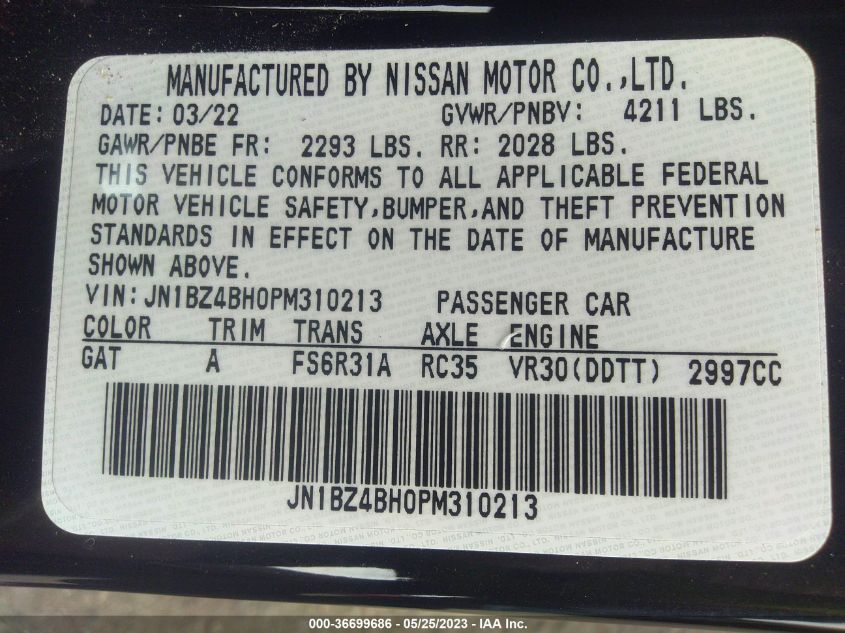 MANUFACTURED BY NISSAN MOTOR CO.,LTD.
DATE: 03/22 GVWR/PNBV: 4211 LBS.
GAWR/PNBE FR: 2293 LBS. RR: 2028 LBS.
THIS VEHICLE CONFORMS TO ALL APPLICABLE FEDERAL
MOTOR VEHICLE SAFETY,BUMPER,AND THEFT PREVENTION
STANDARDS IN EFFECT ON THE DATE OF MANUFACTURE
SHOWN ABOVE.
VIN: JN1BZ4BH0PM310213 PASSENGER CAR
COLOR TRIM TRANS AXLE ENGINE
GAT A FS6R31A RC35 VR30(DDTT) 2997CC
JN1BZ4BH0PM310213
000-36699686 / 05/25/2023 / IAA Inc.